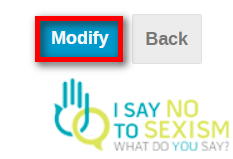 Modify Back
I SAY NO
TO SEXISM
WHAT DO YOU SAY?